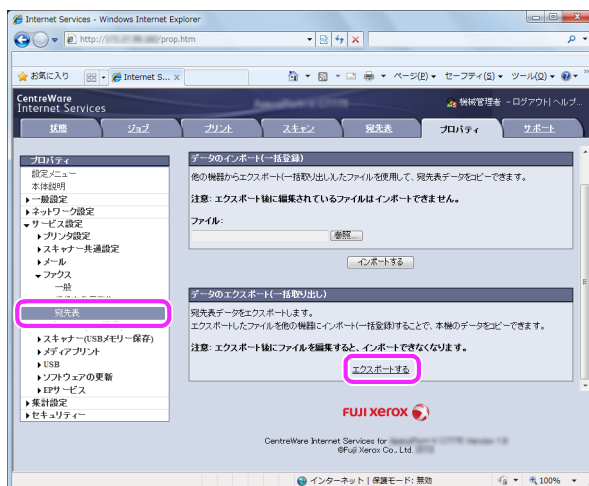 Internet Services - Windows Internet Explorer
http:// /prop.htm
お気に入り Internet S... ページ(P) セーフティ(S) ツール(O)
CentreWare
Internet Services
機械管理者 - ログアウト|ヘルプ...
状態 ジョブ プリント スキャン 宛先表 プロパティ サポート
プロパティ
設定メニュー
本体説明
一般設定
ネットワーク設定
サービス設定
プリンタ設定
スキャナー共通設定
メール
ファクス
一般
宛先表
スキャナー(USBメモリー保存)
メディアプリント
USB
ソフトウェアの更新
EPサービス
集計設定
セキュリティー
データのインポート(一括登録)
他の機器からエクスポート(一括取り出し)したファイルを使用して、宛先表データをコピーできます。
注意: エクスポート後に編集されているファイルはインポートできません。
ファイル:
参照...
インポートする
データのエクスポート(一括取り出し)
宛先表データをエクスポートします。
エクスポートしたファイルを他の機器にインポート(一括登録)することで、本機のデータをコピーできます。
注意: エクスポート後にファイルを編集すると、インポートできなくなります。
エクスポートする
FUJI XEROX
CentreWare Internet Services for
©Fuji Xerox Co., Ltd.
インターネット | 保護モード: 無効 100%